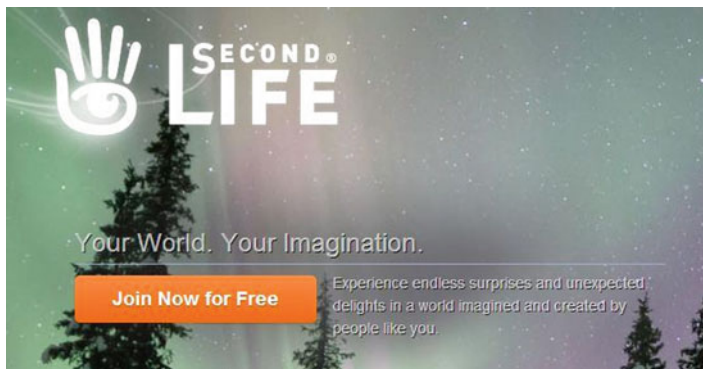 SECOND®
LIFE
Your World. Your Imagination.
Join Now for Free
Experience endless surprises and unexpected
delights in a world imagined and created by
people like you.